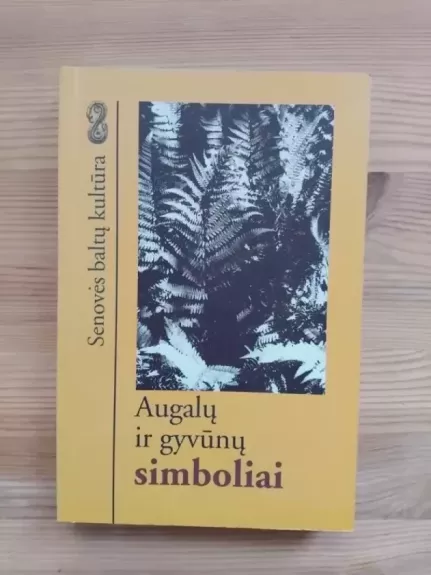 Senovės baltų kultūra
Augalų
ir gyvūnų
simboliai